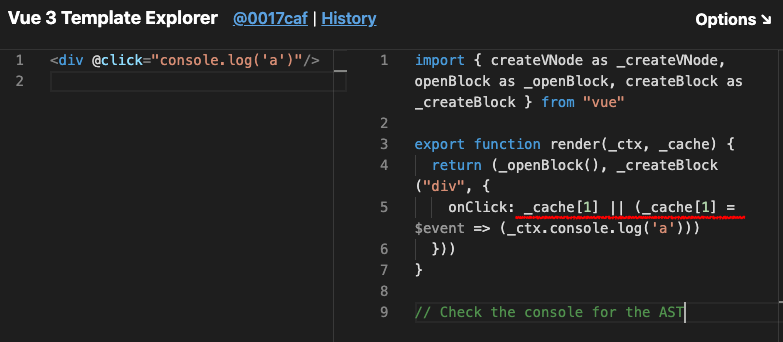 Vue 3 Template Explorer @0017caf | History
Options ↘
1 <div @click="console.log('a')"/>
2
1 import { createVNode as _createVNode,
openBlock as _openBlock, createBlock as
_createBlock } from "vue"
2
3 export function render(_ctx, _cache) {
4 return (_openBlock(), _createBlock
("div", {
5 onClick: _cache[1] || (_cache[1] =
$event => (_ctx.console.log('a')))
6 }))
7 }
8
9 // Check the console for the AST